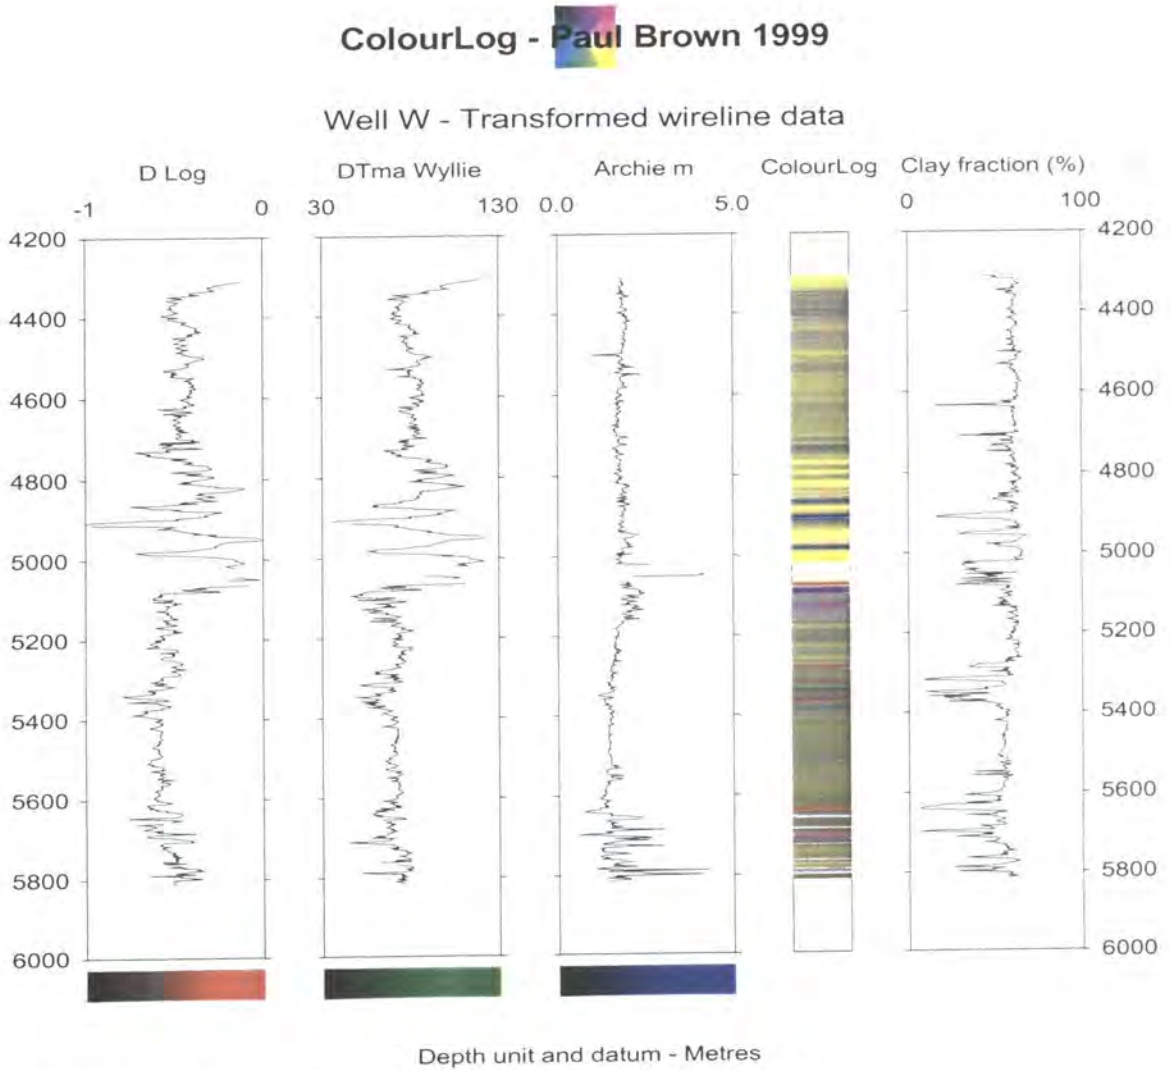 ColourLog - Paul Brown 1999
Well W - Transformed wireline data
D Log DTma Wyllie Archie m ColourLog Clay fraction (%)
-1 0 30 130 0.0 5.0 0 100
4200 4200
4400 4400
4600 4600
4800 4800
5000 5000
5200 5200
5400 5400
5600 5600
5800 5800
6000 6000
Depth unit and datum - Metres